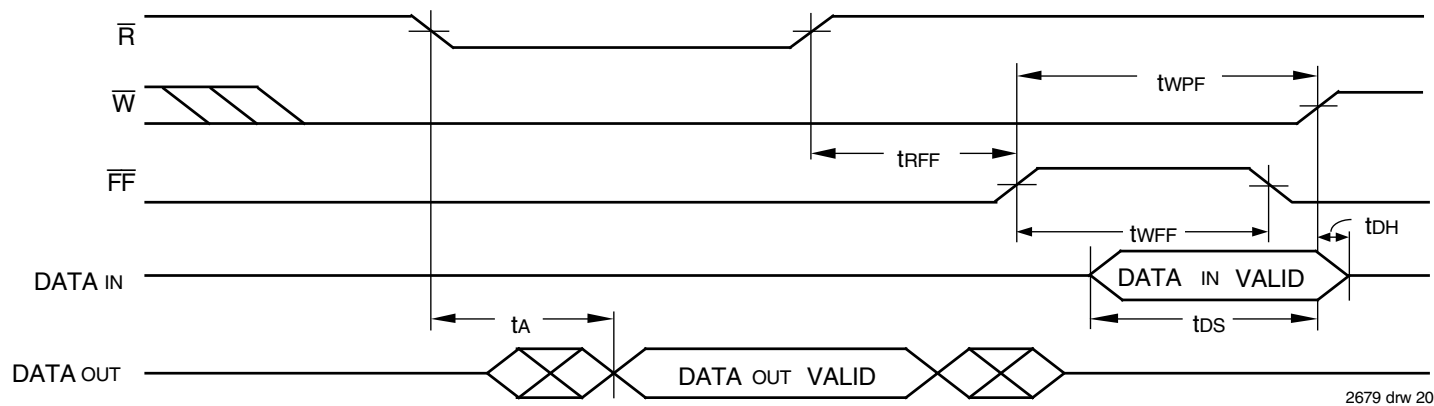 R
tWPF
W
tRFF
FF
tDH
tWFF
DATA IN
DATA IN VALID
tA
tDS
DATA OUT
DATA OUT VALID
2679 drw 20